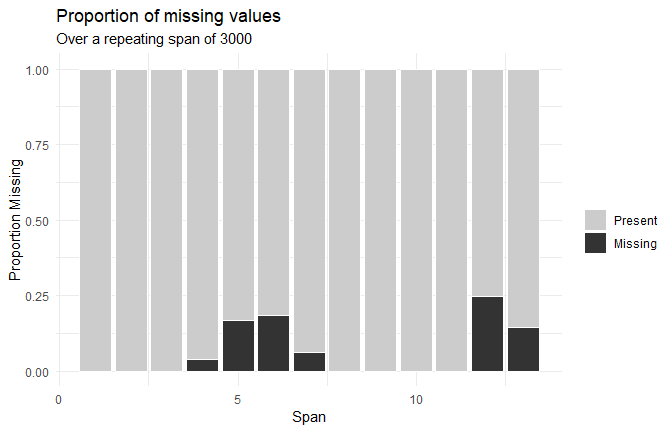 Proportion of missing values
Over a repeating span of 3000
1.00
0.75
0.50
0.25
0.00
Proportion Missing
0
5
10
Span
Present
Missing